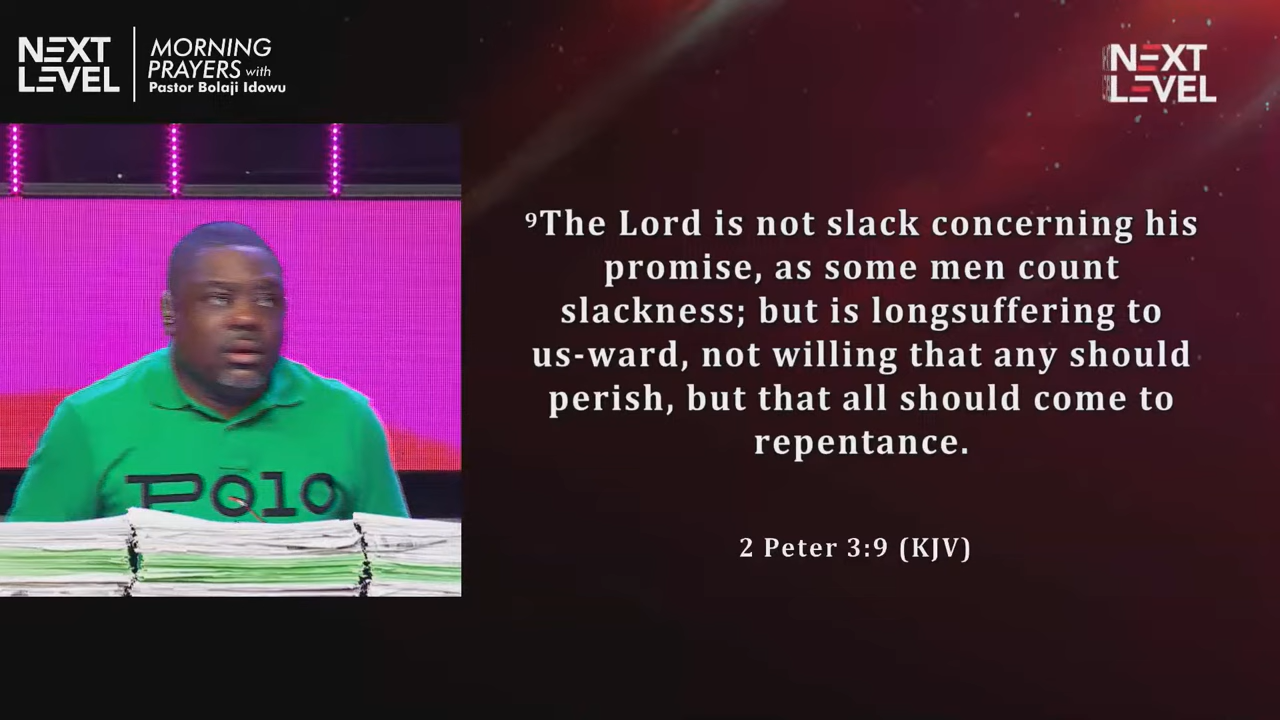 NEXT
LEVEL
MORNING
PRAYERS with
Pastor Bolaji Idowu
NEXT
LEVEL
⁹The Lord is not slack concerning his
promise, as some men count
slackness; but is longsuffering to
us-ward, not willing that any should
perish, but that all should come to
repentance.
2 Peter 3:9 (KJV)
POLO